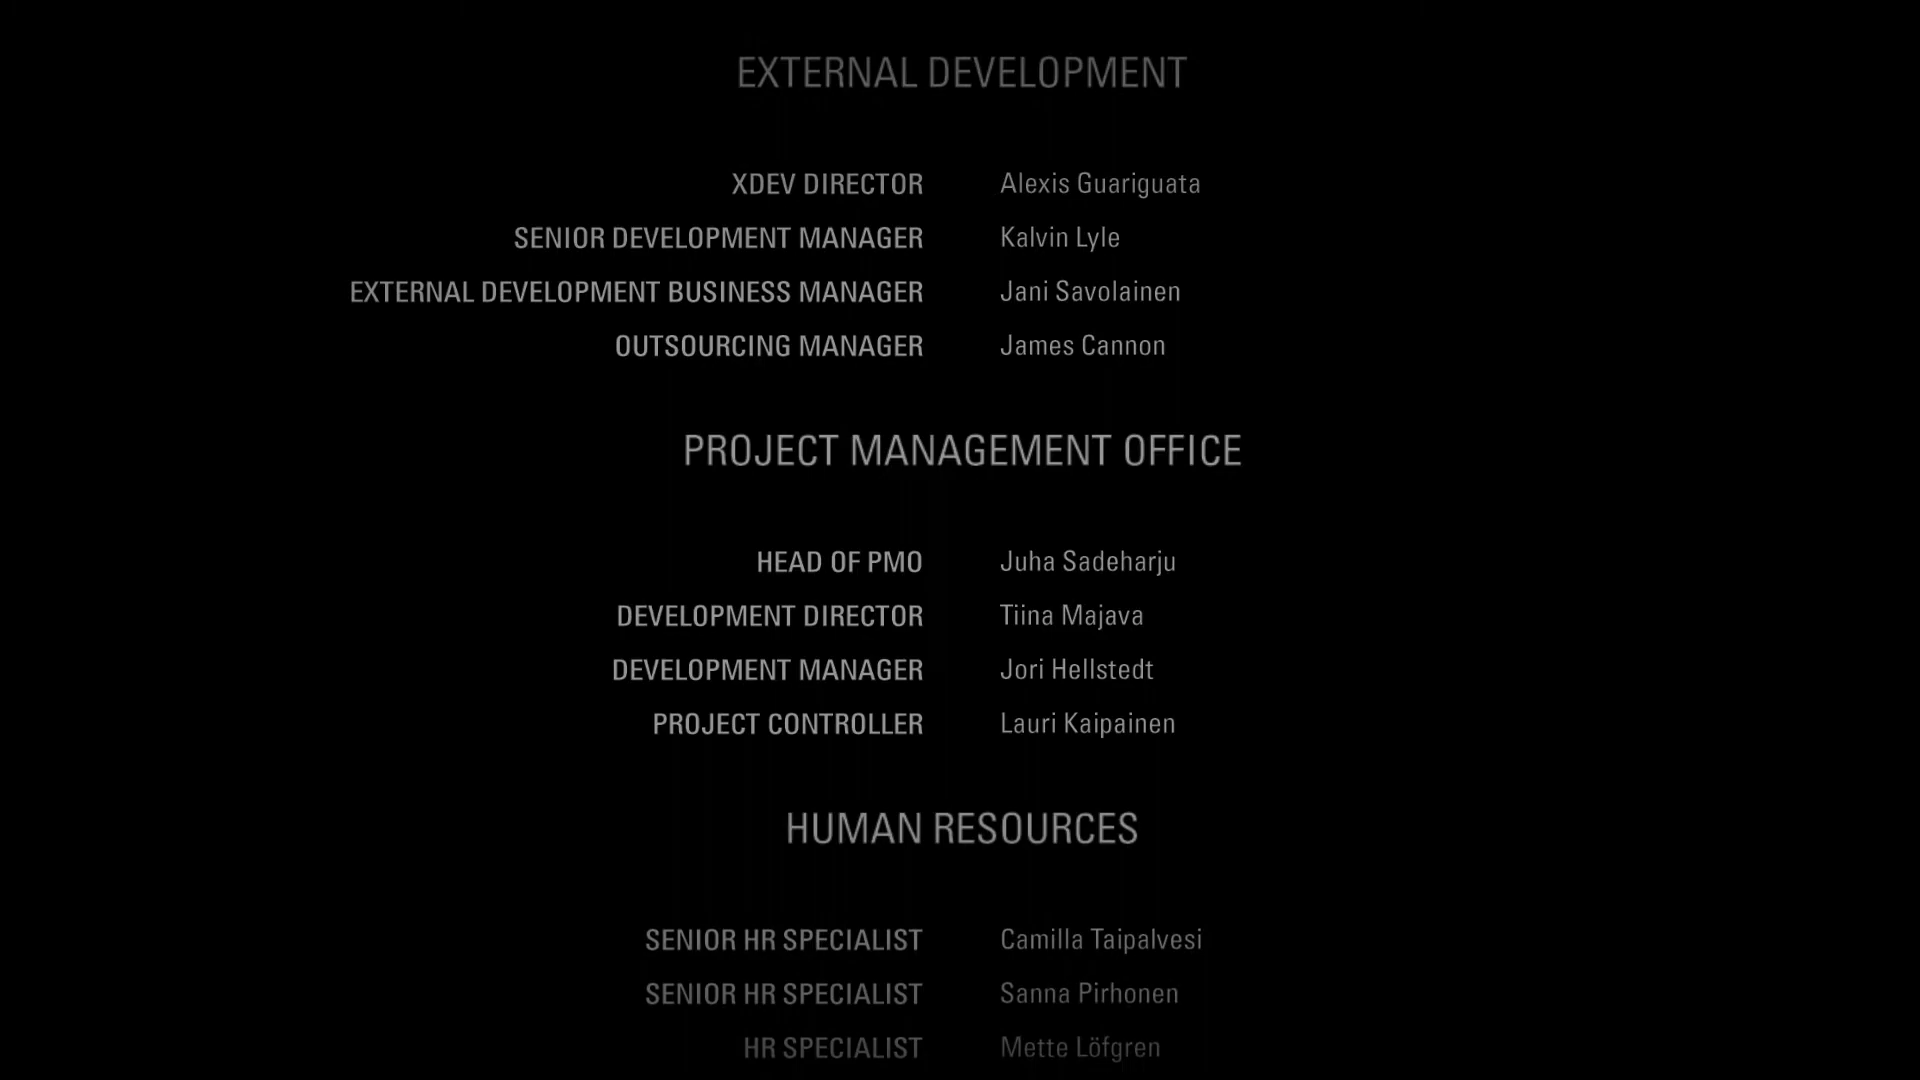 EXTERNAL DEVELOPMENT
XDEV DIRECTOR Alexis Guariguata
SENIOR DEVELOPMENT MANAGER Kalvin Lyle
EXTERNAL DEVELOPMENT BUSINESS MANAGER Jani Savolainen
OUTSOURCING MANAGER James Cannon
PROJECT MANAGEMENT OFFICE
HEAD OF PMO Juha Sadeharju
DEVELOPMENT DIRECTOR Tiina Majava
DEVELOPMENT MANAGER Jori Hellstedt
PROJECT CONTROLLER Lauri Kaipainen
HUMAN RESOURCES
SENIOR HR SPECIALIST Camilla Taipalvesi
SENIOR HR SPECIALIST Sanna Pirhonen
HR SPECIALIST Mette Löfgren